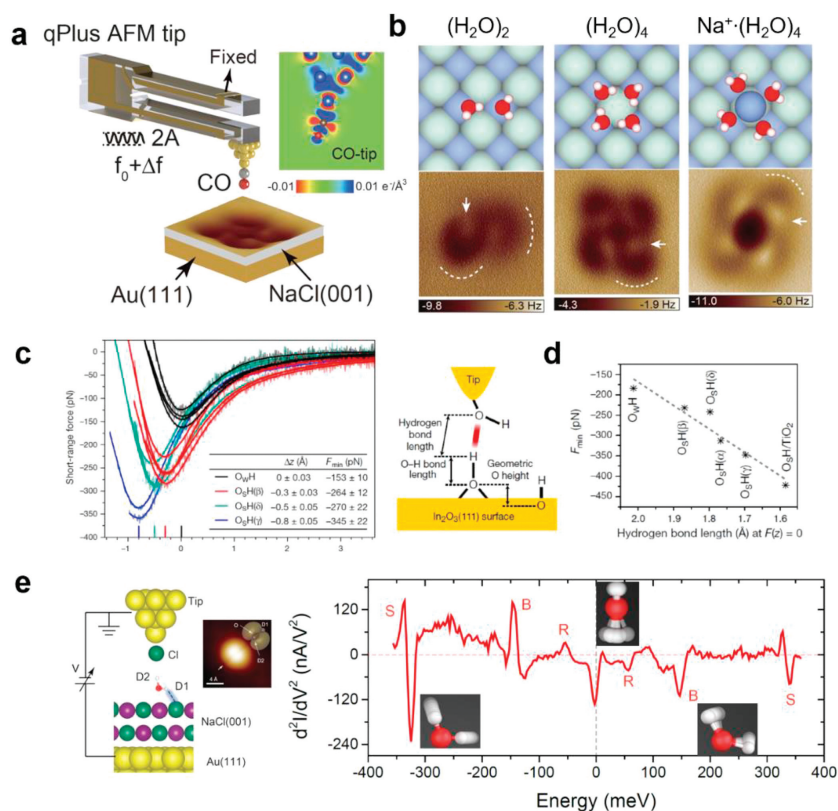 a
qPlus AFM tip
Fixed
2A
f₀+Δf
CO
CO-tip
-0.01 0.01 e⁻/Å³
Au(111)
NaCl(001)
b
(H2O)2 (H2O)4 Na⁺·(H2O)4
-9.8 -6.3 Hz
-4.3 -1.9 Hz
-11.0 -6.0 Hz
c
Short-range force (pN)
0
-50
-100
-150
-200
-250
-300
-350
-400
-1 0 1 2 3
Δz (Å) Fmin (pN)
OWH 0 ± 0.03 −153 ± 10
OSH(β) −0.3 ± 0.03 −264 ± 12
OSH(δ) −0.5 ± 0.05 −270 ± 22
OSH(γ) −0.8 ± 0.05 −345 ± 22
Tip
O
H
Hydrogen
bond
length
H
O–H bond
length
Geometric
O height
O
H
O
In₂O₃(111) surface
d
Fmin (pN)
-150
-200
-250
-300
-350
-400
-450
OWH
OSH(β)
OSH(δ)
OSH(α)
OSH(γ)
OSH/TiO2
2.0 1.9 1.8 1.7 1.6
Hydrogen bond length (Å) at F(z) = 0
e
Tip
V
Cl
D2
D1
NaCl(001)
Au(111)
O
D1
D2
4 Å
d²I/dV² (nA/V²)
120
0
-120
-240
S
B
R
R
B
S
-400 -300 -200 -100 0 100 200 300 400
Energy (meV)